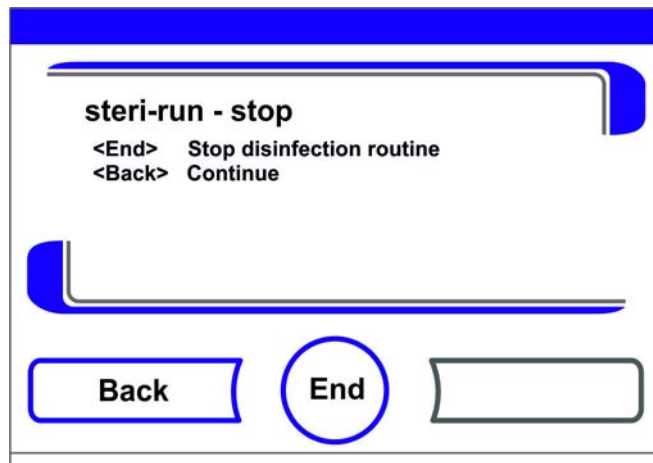 steri-run - stop
<End> Stop disinfection routine
<Back> Continue
Back
End